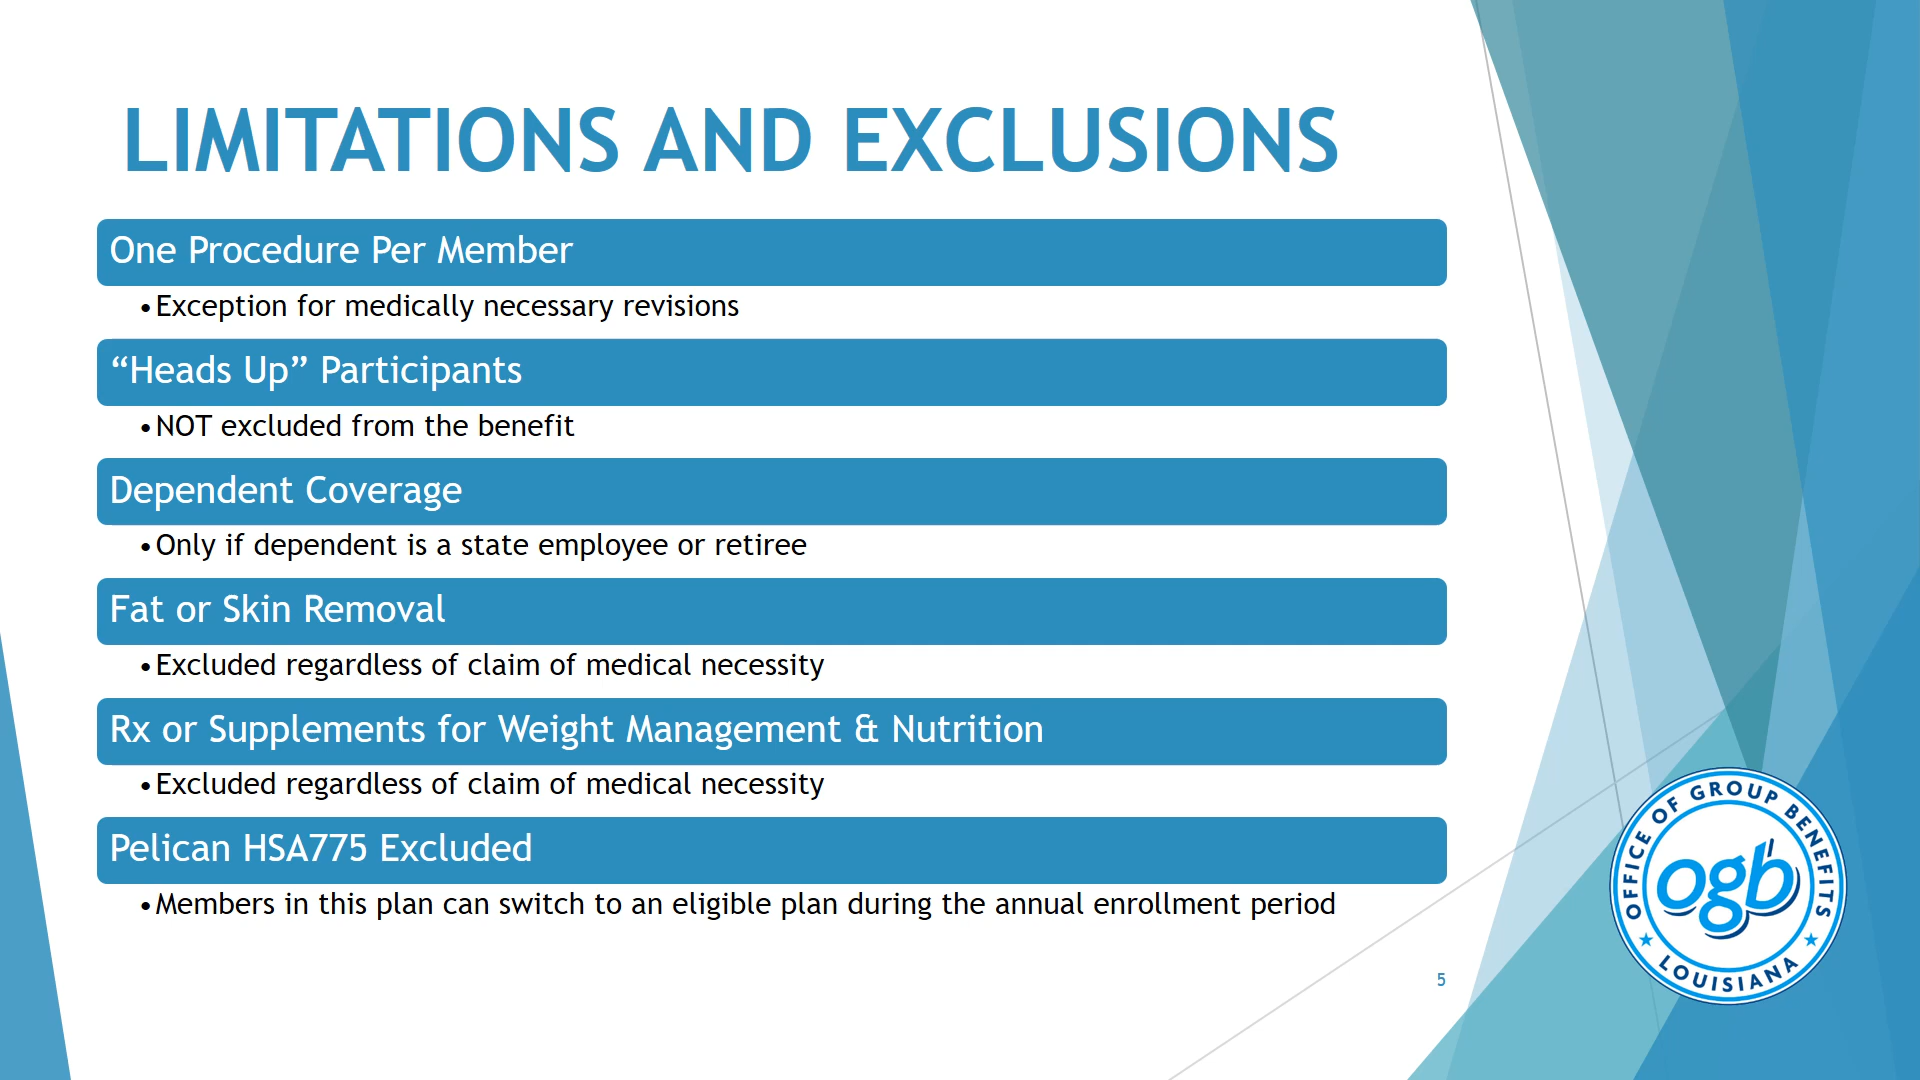 LIMITATIONS AND EXCLUSIONS
One Procedure Per Member
•Exception for medically necessary revisions
“Heads Up” Participants
•NOT excluded from the benefit
Dependent Coverage
•Only if dependent is a state employee or retiree
Fat or Skin Removal
•Excluded regardless of claim of medical necessity
Rx or Supplements for Weight Management & Nutrition
•Excluded regardless of claim of medical necessity
Pelican HSA775 Excluded
•Members in this plan can switch to an eligible plan during the annual enrollment period
5
OFFICE OF GROUP BENEFITS
ogb
LOUISIANA